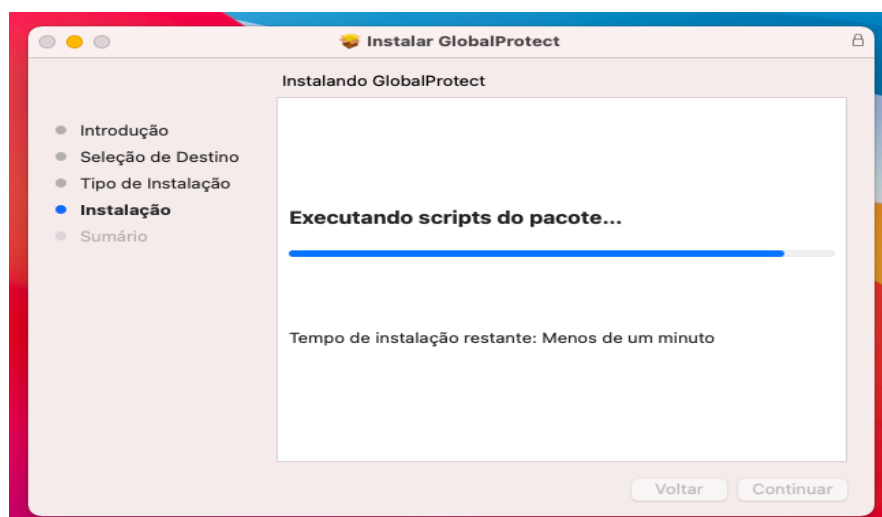 Instalar GlobalProtect
Instalando GlobalProtect
Introdução
Seleção de Destino
Tipo de Instalação
Instalação
Sumário
Executando scripts do pacote...
Tempo de instalação restante: Menos de um minuto
Voltar
Continuar